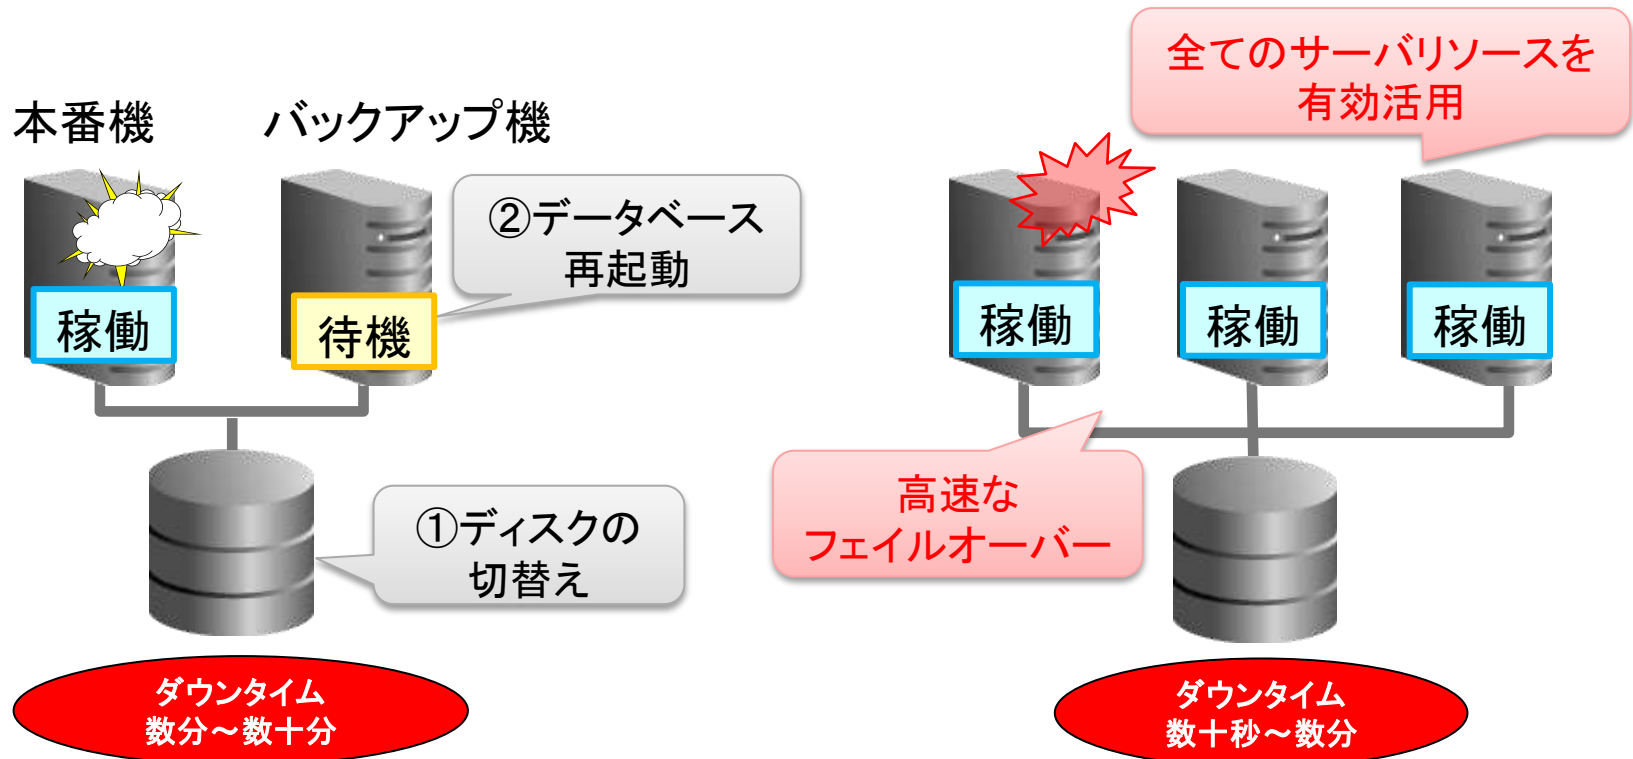 本番機
バックアップ機
②データベース
再起動
稼働
待機
①ディスクの
切替え
ダウンタイム
数分～数十分
全てのサーバリソースを
有効活用
稼働
稼働
稼働
高速な
フェイルオーバー
ダウンタイム
数十秒～数分